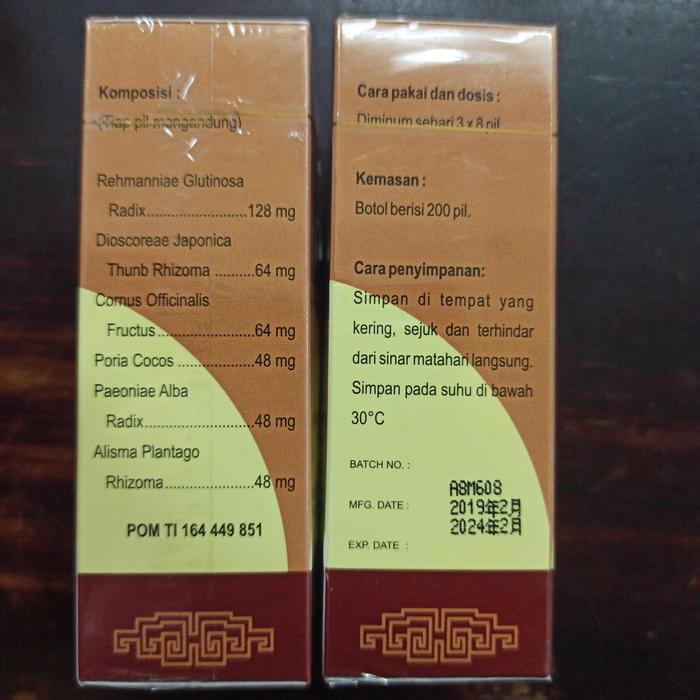 Komposisi :
(Tiap pil mengandung)
Rehmanniae Glutinosa
Radix..........................128 mg
Dioscoreae Japonica
Thunb Rhizoma ..........64 mg
Cornus Officinalis
Fructus........................64 mg
Poria Cocos ...................48 mg
Paeoniae Alba
Radix...........................48 mg
Alisma Plantago
Rhizoma......................48 mg
POM TI 164 449 851
Cara pakai dan dosis :
Diminum sehari 3 x 8 pil
Kemasan :
Botol berisi 200 pil.
Cara penyimpanan:
Simpan di tempat yang
kering, sejuk dan terhindar
dari sinar matahari langsung.
Simpan pada suhu di bawah
30°C
BATCH NO. : A8M608
MFG. DATE : 2019年2月
EXP. DATE : 2024年2月